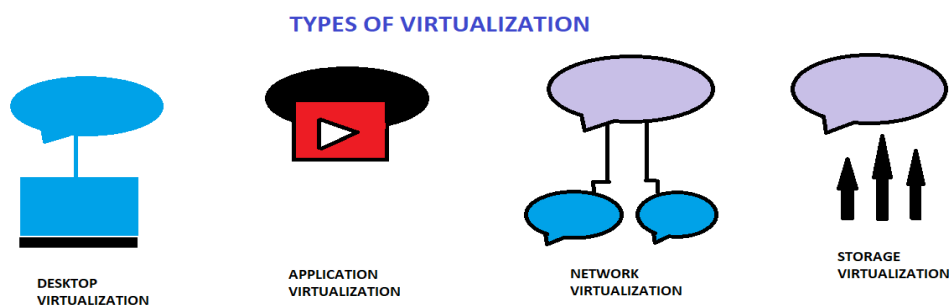 TYPES OF VIRTUALIZATION
DESKTOP
VIRTUALIZATION
APPLICATION
VIRTUALIZATION
NETWORK
VIRTUALIZATION
STORAGE
VIRTUALIZATION